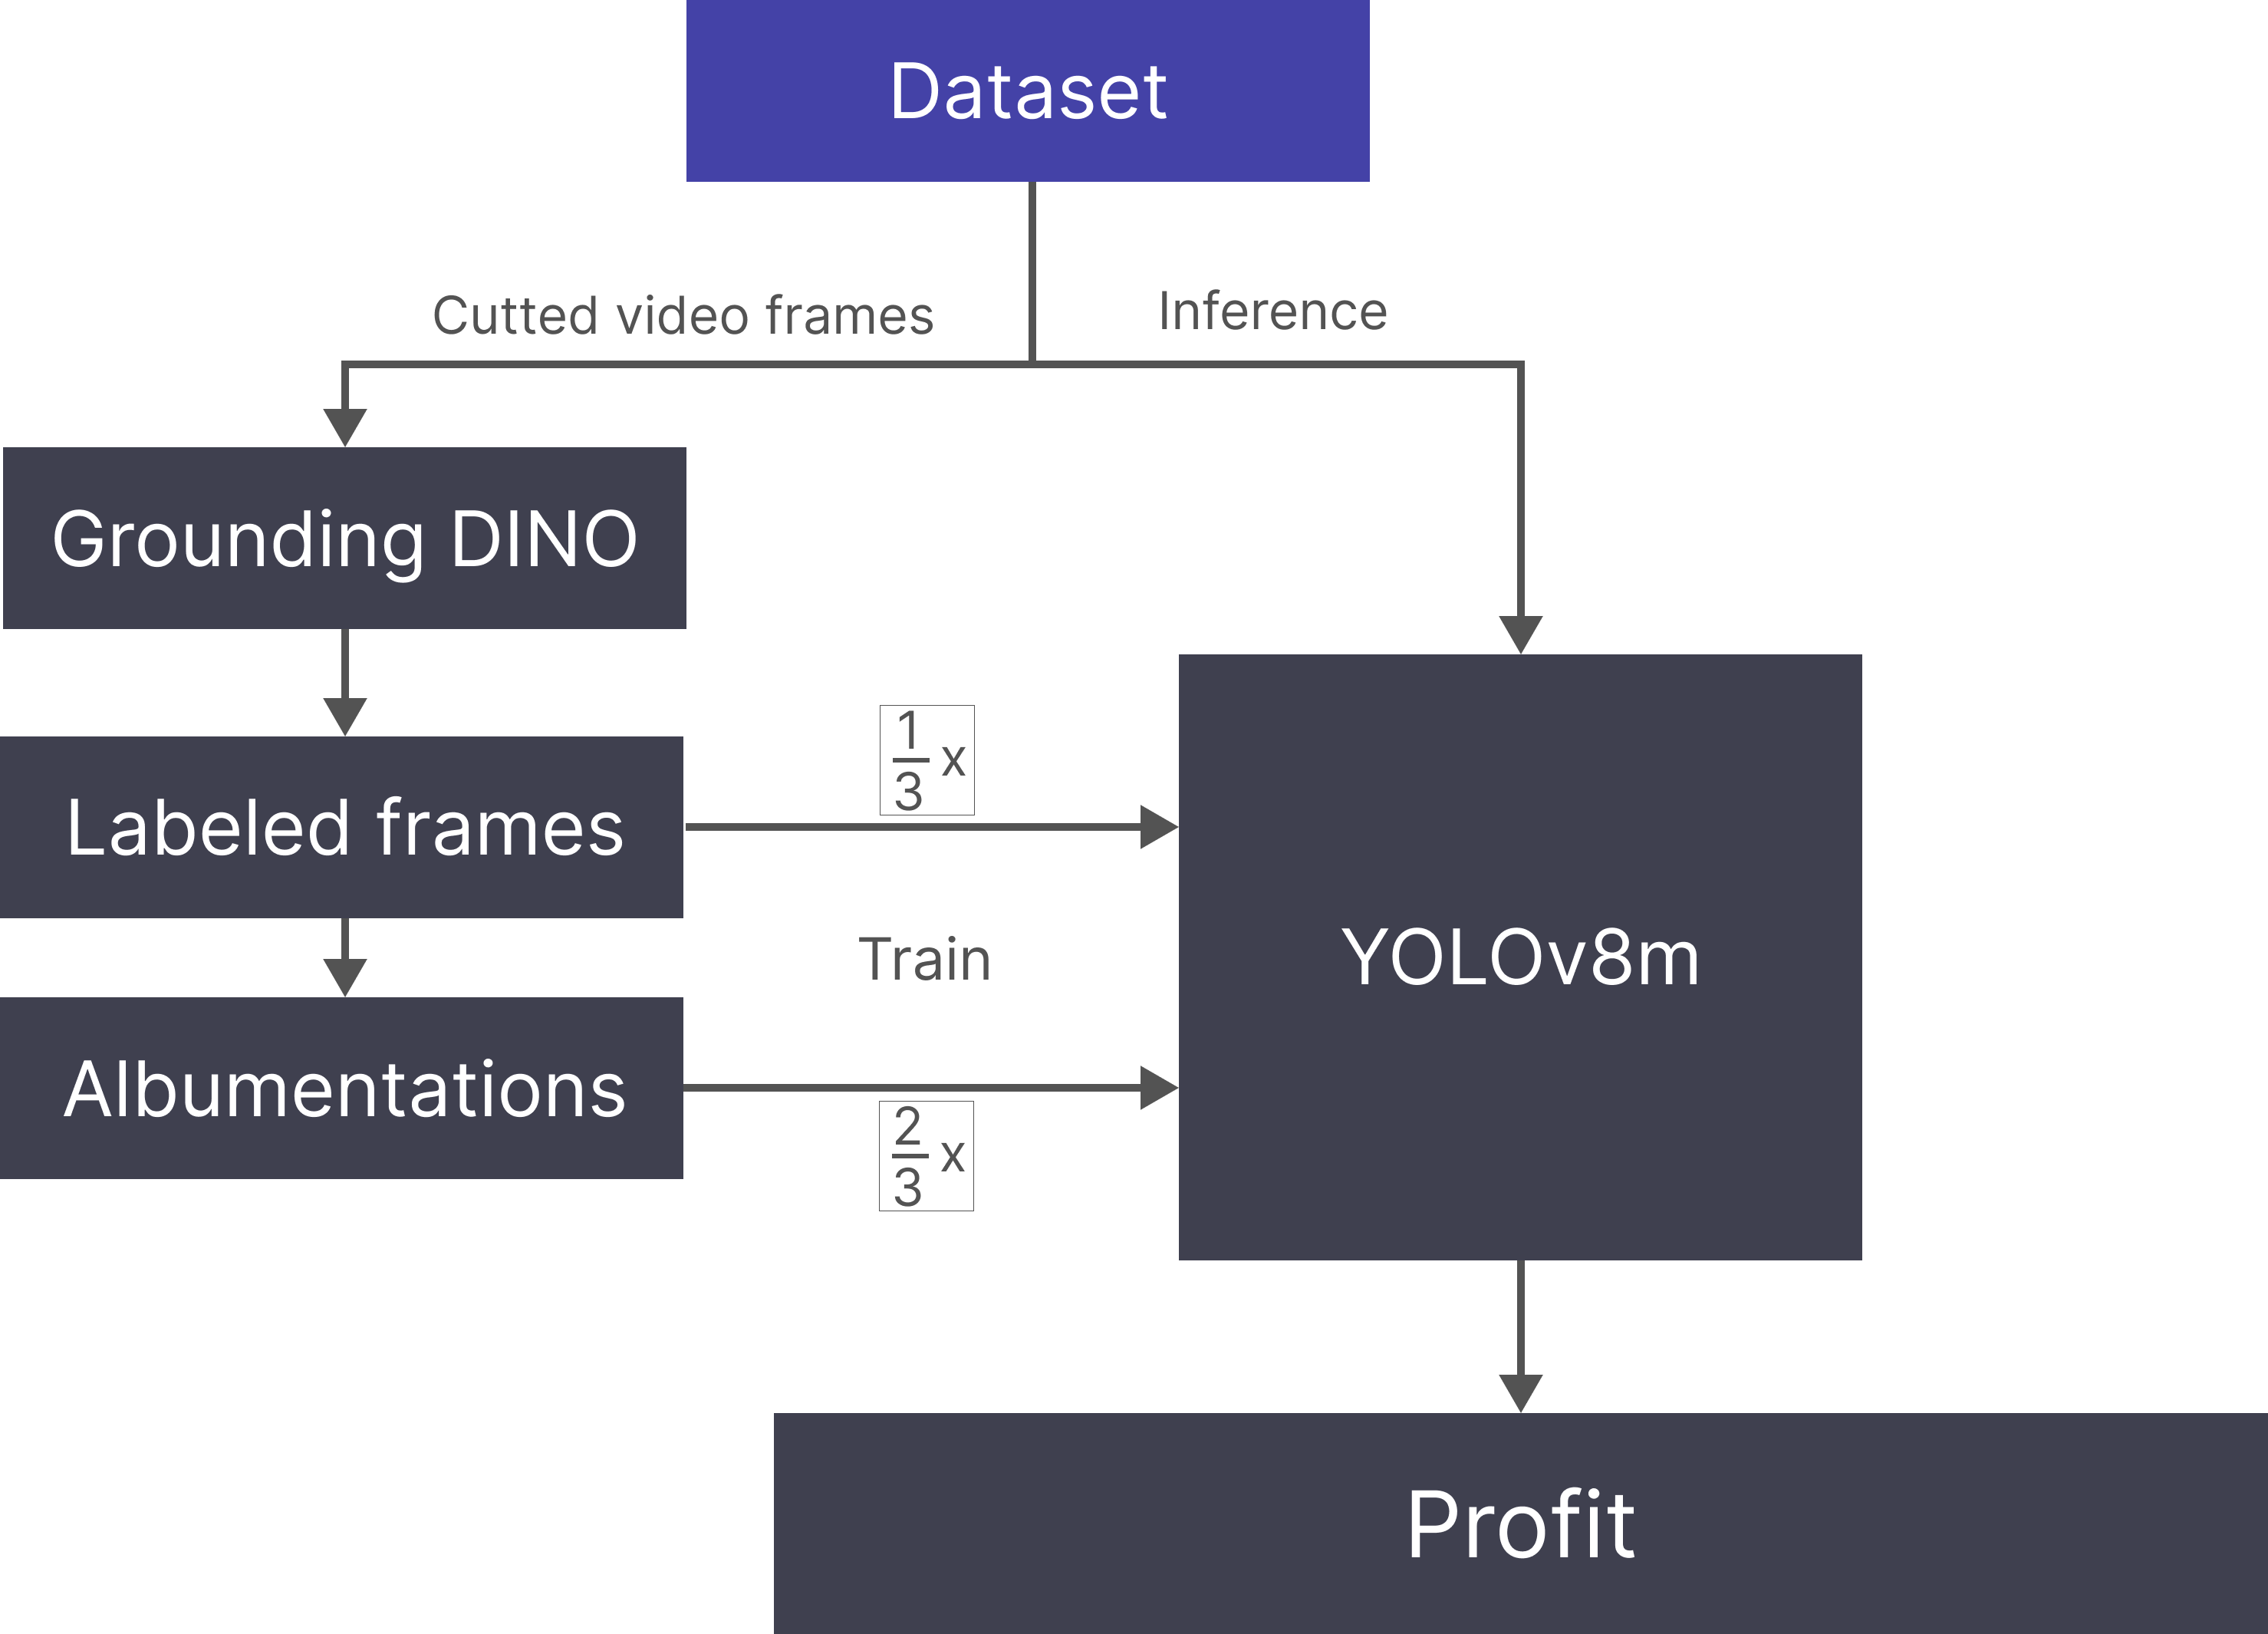 Dataset
Cutted video frames
Inference
Grounding DINO
Labeled frames
1
3
x
Train
YOLOv8m
Albumentations
2
3
x
Profit